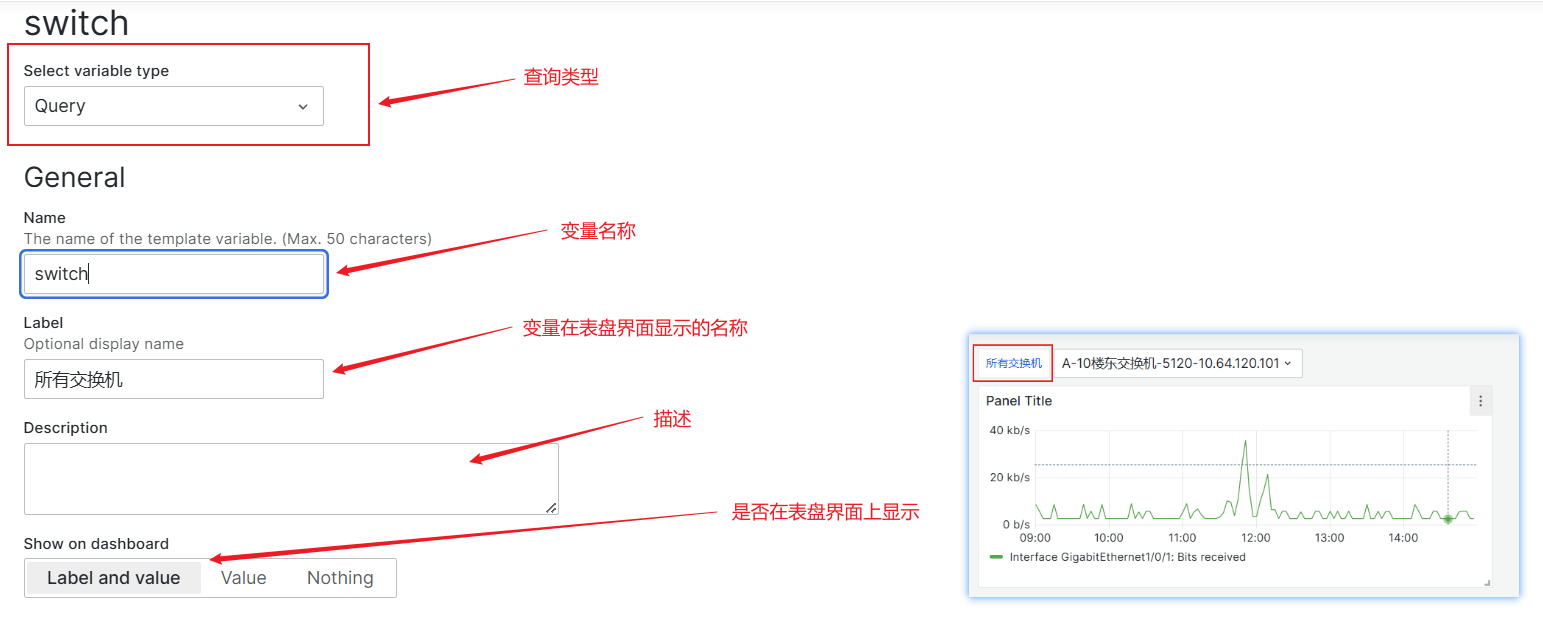 switch
Select variable type
查询类型
Query
General
Name
The name of the template variable. (Max. 50 characters)
变量名称
switch
Label
变量在表盘界面显示的名称
Optional display name
所有交换机
Description
描述
是否在表盘界面上显示
Show on dashboard
Label and value Value Nothing
所有交换机 A-10楼东交换机-5120-10.64.120.101
Panel Title
40 kb/s
20 kb/s
0 b/s
09:00 10:00 11:00 12:00 13:00 14:00
Interface GigabitEthernet1/0/1: Bits received